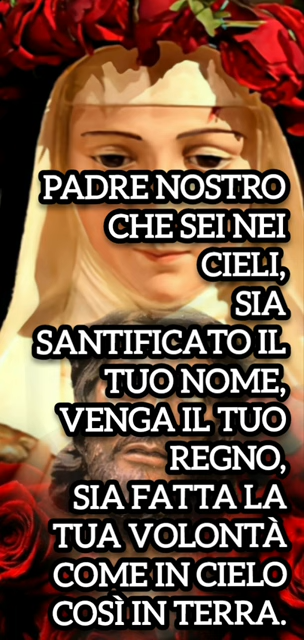 PADRE NOSTRO
CHE SEI NEI
CIELI,
SIA
SANTIFICATO IL
TUO NOME,
VENGA IL TUO
REGNO,
SIA FATTA LA
TUA VOLONTÀ
COME IN CIELO
COSÌ IN TERRA.